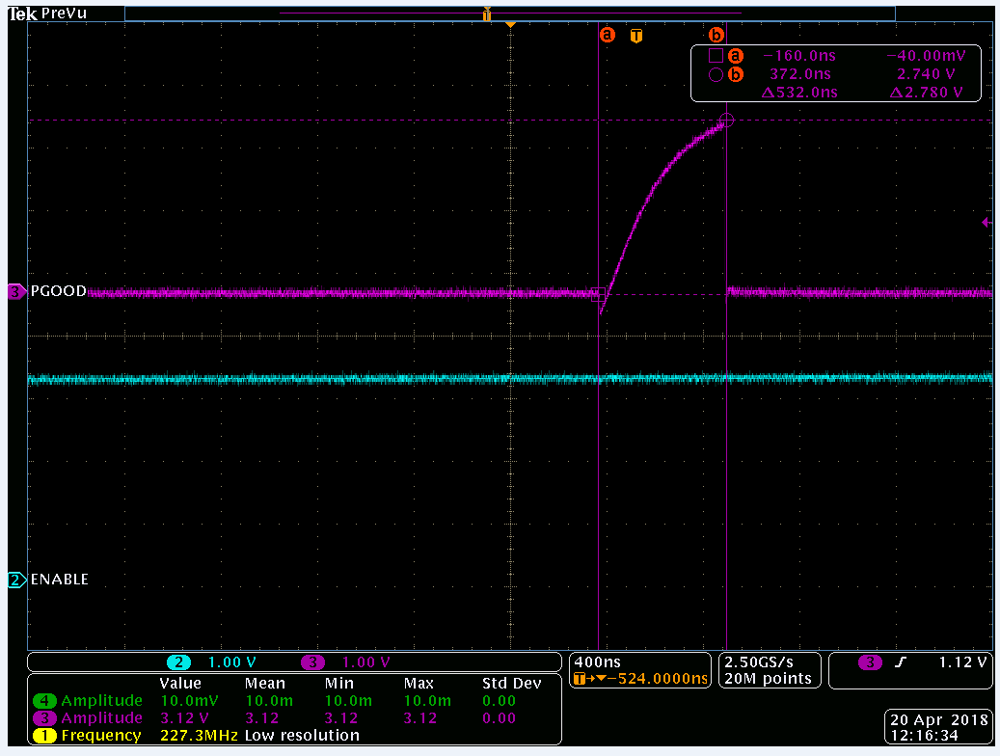 Tek PreVu
T
a T b
a −160.0ns −40.00mV
b 372.0ns 2.740 V
Δ532.0ns Δ2.780 V
3 PGOOD
2 ENABLE
2 1.00 V 3 1.00 V
400ns
T→▼−524.0000ns
2.50GS/s
20M points
3 1.12 V
Value Mean Min Max Std Dev
4 Amplitude 10.0mV 10.0m 10.0m 10.0m 0.00
3 Amplitude 3.12 V 3.12 3.12 3.12 0.00
1 Frequency 227.3MHz Low resolution
20 Apr 2018
12:16:34